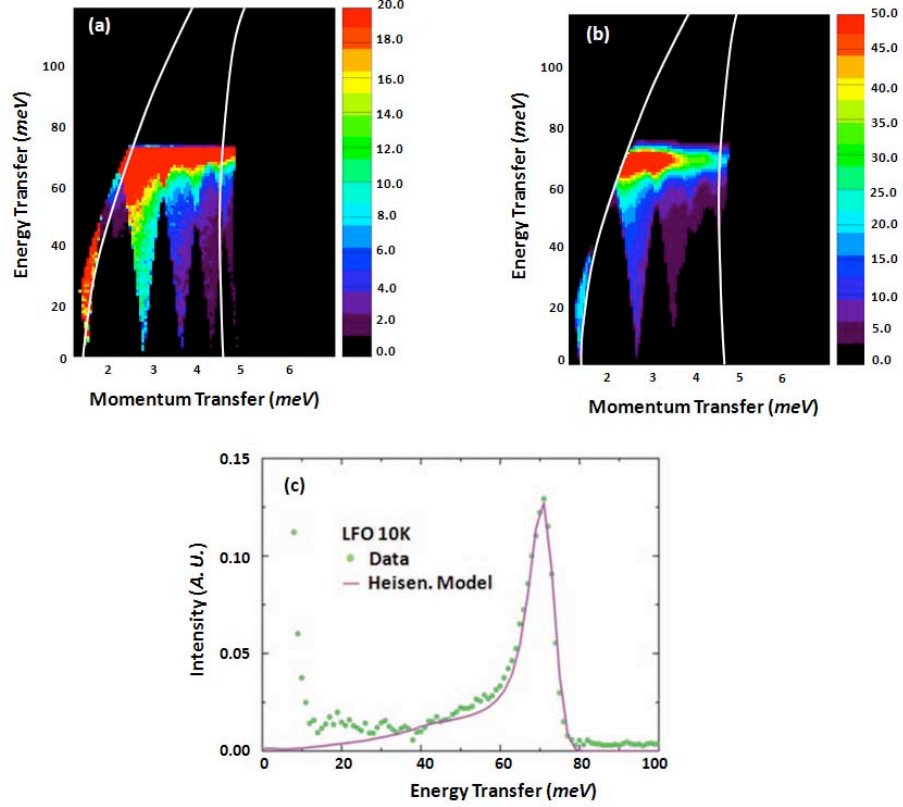 (a)
20.0
18.0
16.0
14.0
12.0
10.0
8.0
6.0
4.0
2.0
0.0
100
80
60
40
20
0
Energy Transfer (meV)
2 3 4 5 6
Momentum Transfer (meV)
(b)
50.0
45.0
40.0
35.0
30.0
25.0
20.0
15.0
10.0
5.0
0.0
100
80
60
40
20
0
Energy Transfer (meV)
2 3 4 5 6
Momentum Transfer (meV)
(c)
0.15
0.10
0.05
0.00
Intensity (A. U.)
LFO 10K
Data
Heisen. Model
0 20 40 60 80 100
Energy Transfer (meV)